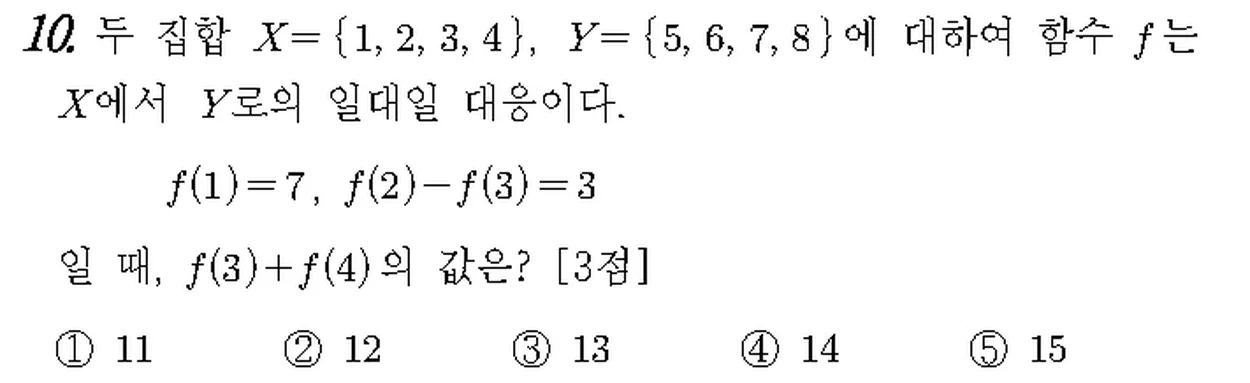 10. 두 집합 X={1, 2, 3, 4}, Y={5, 6, 7, 8}에 대하여 함수 f는
X에서 Y로의 일대일 대응이다.
f(1)=7, f(2)-f(3)=3
일 때, f(3)+f(4)의 값은? [3점]
① 11 ② 12 ③ 13 ④ 14 ⑤ 15